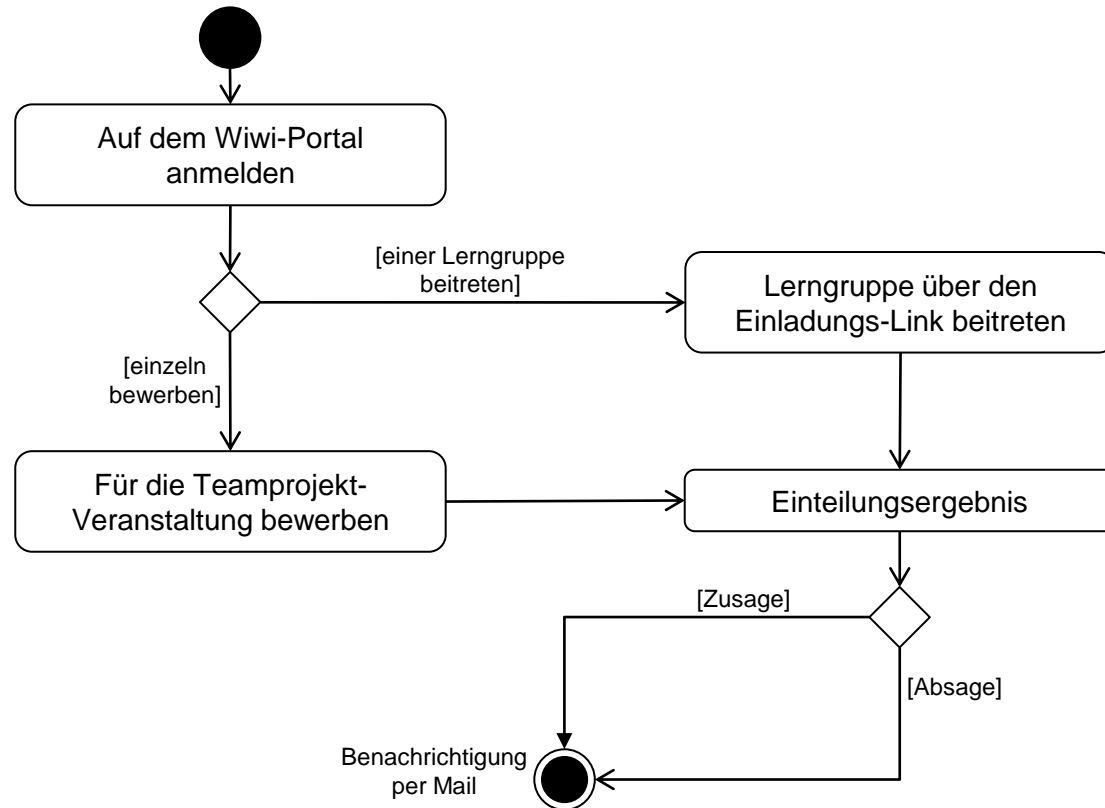 Auf dem Wiwi-Portal
anmelden
[einer Lerngruppe
beitreten]
Lerngruppe über den
Einladungs-Link beitreten
[einzeln
bewerben]
Für die Teamprojekt-
Veranstaltung bewerben
Einteilungsergebnis
[Zusage]
[Absage]
Benachrichtigung
per Mail